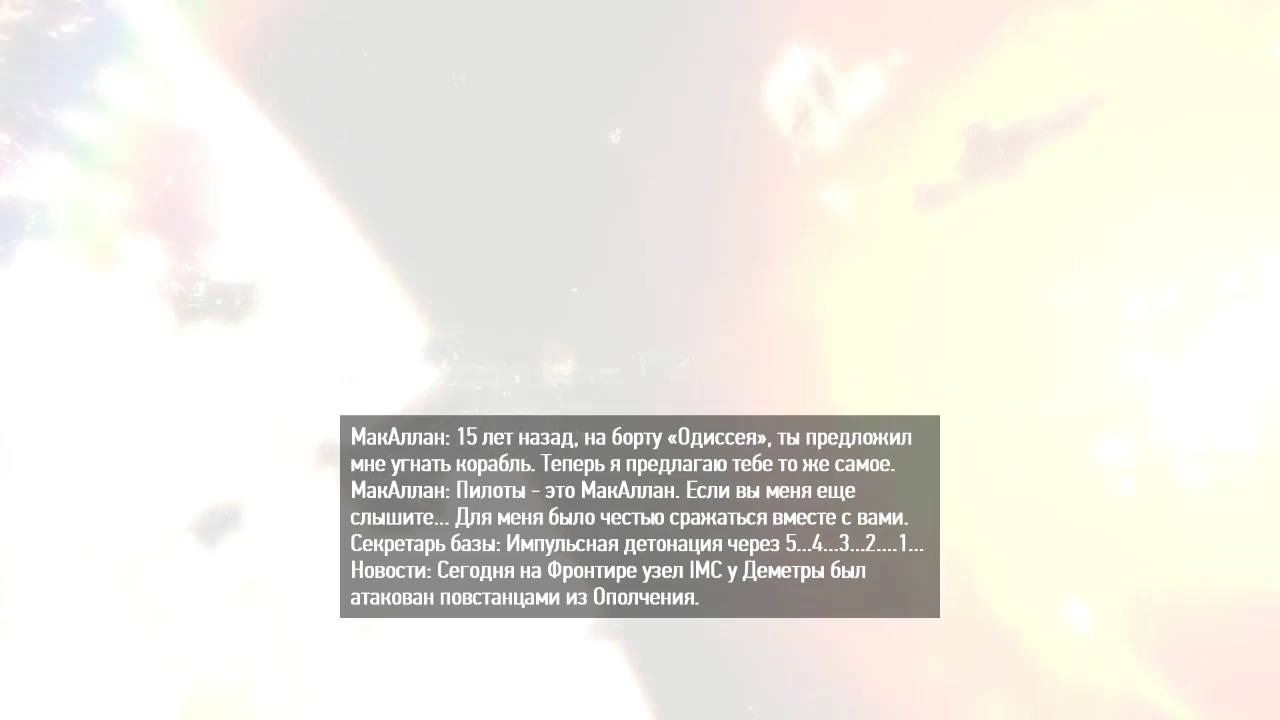 МакАллан: 15 лет назад, на борту «Одиссея», ты предложил
мне угнать корабль. Теперь я предлагаю тебе то же самое.
МакАллан: Пилоты - это МакАллан. Если вы меня еще
слышите... Для меня было честью сражаться вместе с вами.
Секретарь базы: Импульсная детонация через 5...4...3...2....1...
Новости: Сегодня на Фронтире узел IMC у Деметры был
атакован повстанцами из Ополчения.